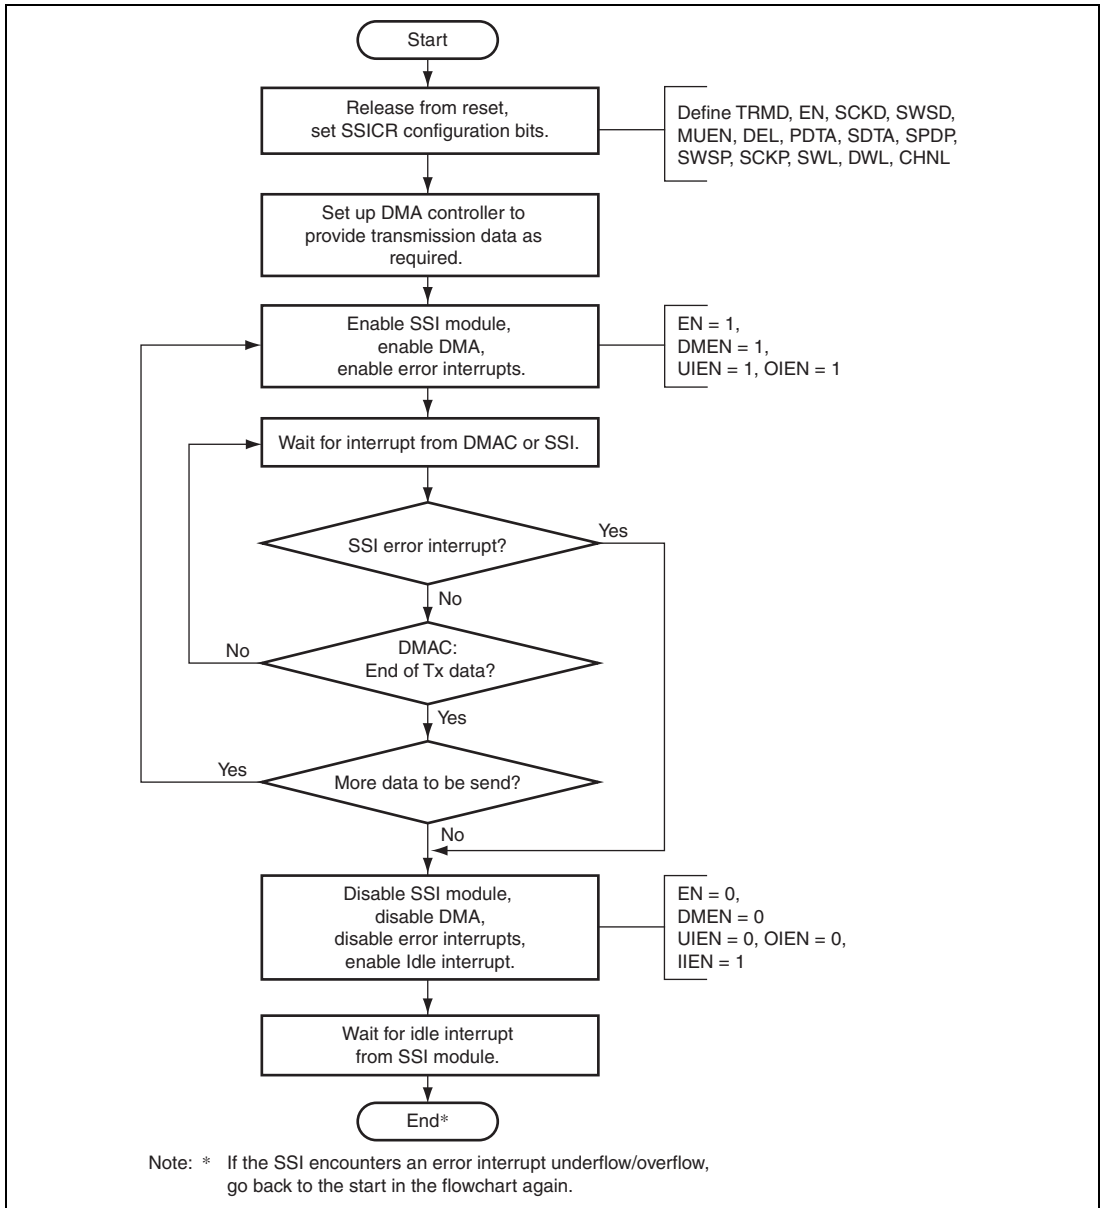 Start
Release from reset,
set SSICR configuration bits.
Define TRMD, EN, SCKD, SWSD,
MUEN, DEL, PDTA, SDTA, SPDP,
SWSP, SCKP, SWL, DWL, CHNL
Set up DMA controller to
provide transmission data as
required.
Enable SSI module,
enable DMA,
enable error interrupts.
EN = 1,
DMEN = 1,
UIEN = 1, OIEN = 1
Wait for interrupt from DMAC or SSI.
SSI error interrupt?
Yes
No
DMAC:
End of Tx data?
No
Yes
More data to be send?
Yes
No
Disable SSI module,
disable DMA,
disable error interrupts,
enable Idle interrupt.
EN = 0,
DMEN = 0
UIEN = 0, OIEN = 0,
IIEN = 1
Wait for idle interrupt
from SSI module.
End*
Note: * If the SSI encounters an error interrupt underflow/overflow,
go back to the start in the flowchart again.